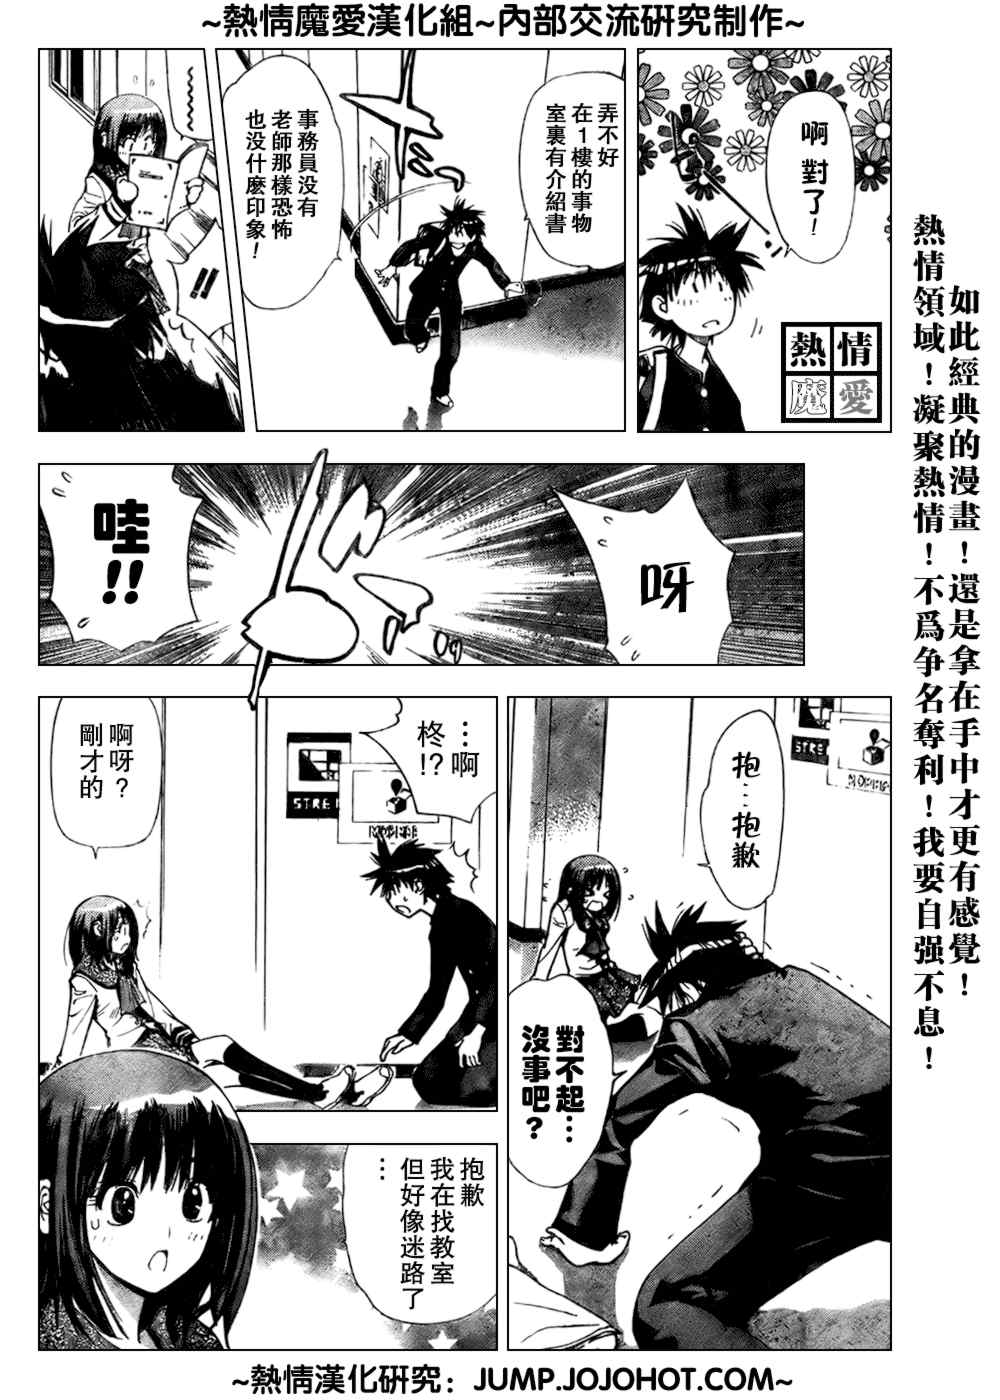 ~熱情魔愛漢化組~內部交流研究制作~
啊 對了！
熱情
魔愛
弄不好
在1樓的事物
室裏有介紹書
事務員没有
老師那樣恐怖
也没什麽印象！
呀
哇!!
抱…抱歉
對不起…
沒事吧？
STRE
…啊
柊!?
STRE
啊呀？
剛才的
抱歉
我在找教室
但好像迷路了
…
如此經典的漫畫！還是拿在手中才更有感覺！
熱情領域！凝聚熱情！不爲争名奪利！我要自强不息！
~熱情漢化研究：JUMP.JOJOHOT.COM~